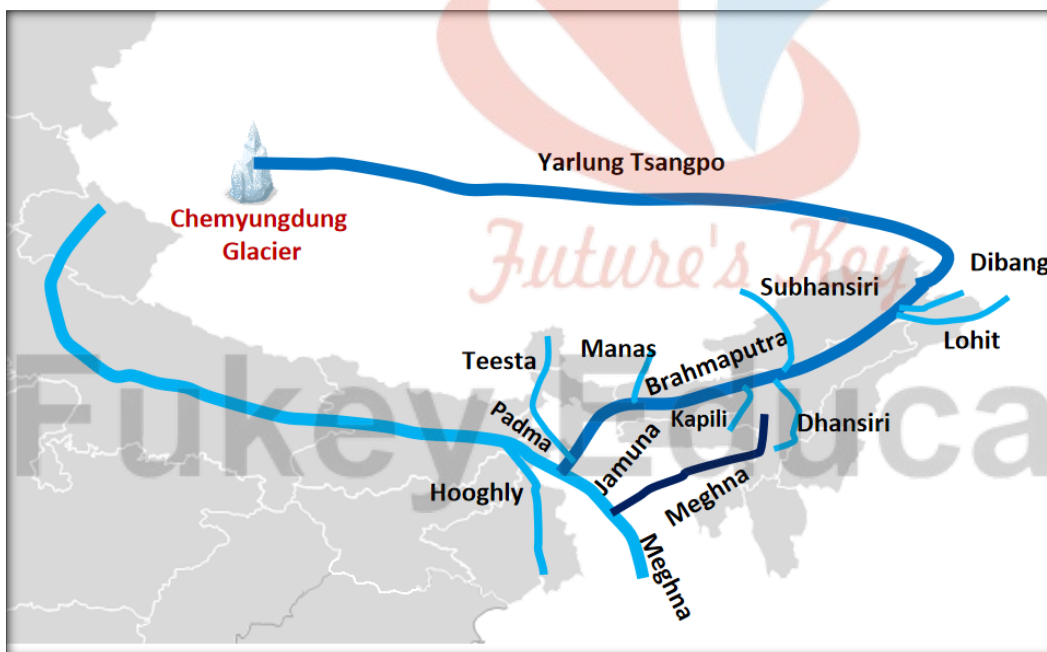 Yarlung Tsangpo
Chemyungdung
Glacier
Future's Key
Dibang
Subhansiri
Lohit
Teesta
Manas
Brahmaputra
Padma
Kapili
Dhansiri
Fukey Educa
Jamuna
Hooghly
Meghna
Meghna